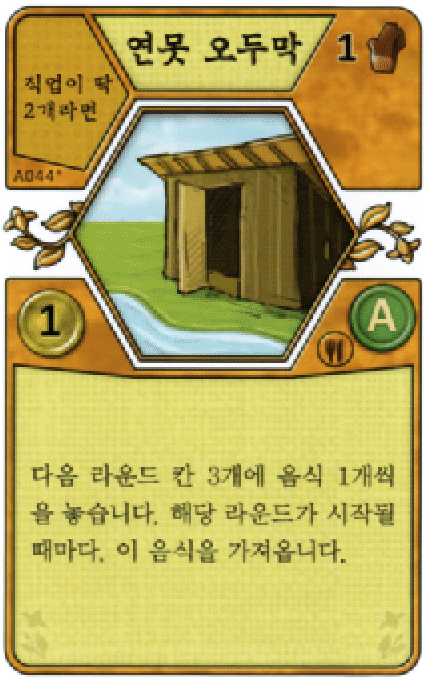 연못 오두막
1
직업이 딱
2개라면
A044*
1
A
다음 라운드 칸 3개에 음식 1개씩
을 놓습니다. 해당 라운드가 시작될
때마다, 이 음식을 가져옵니다.